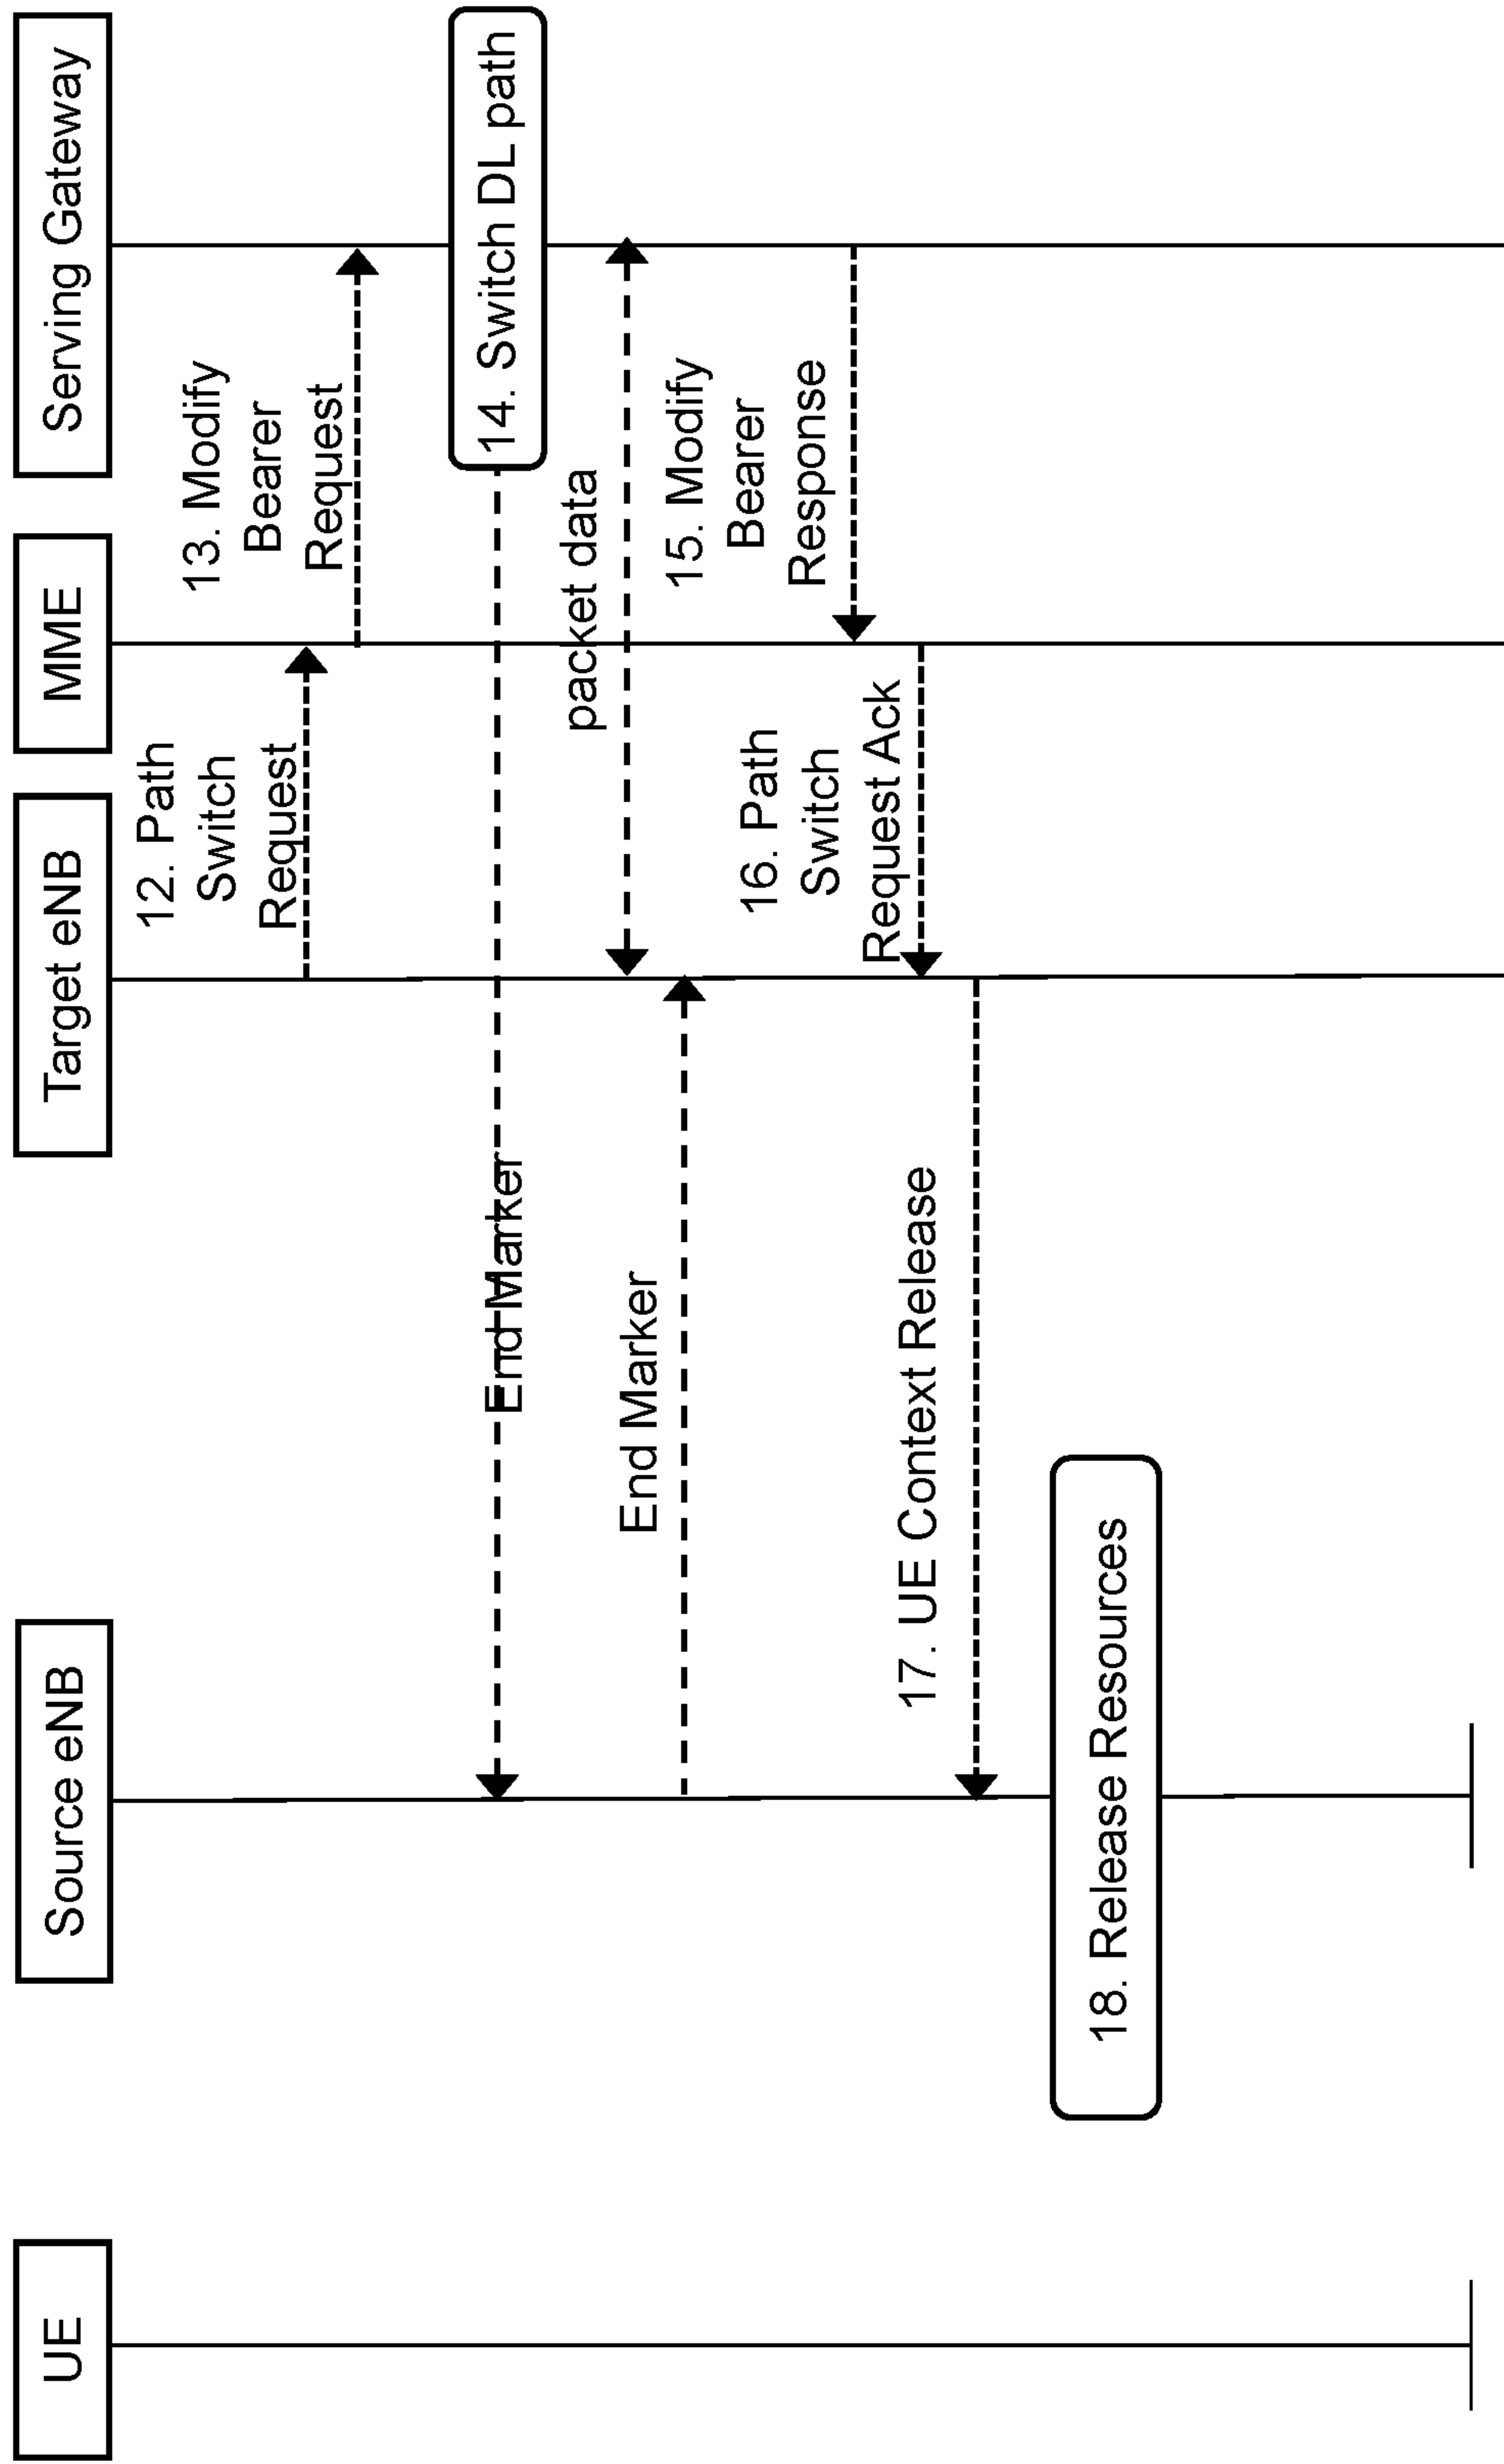 UE
Source eNB
Target eNB
MME
Serving Gateway
12. Path
Switch
Request
13. Modify
Bearer
Request
14. Switch DL path
End Marker
packet data
End Marker
15. Modify
Bearer
Response
16. Path
Switch
Request Ack
17. UE Context Release
18. Release Resources